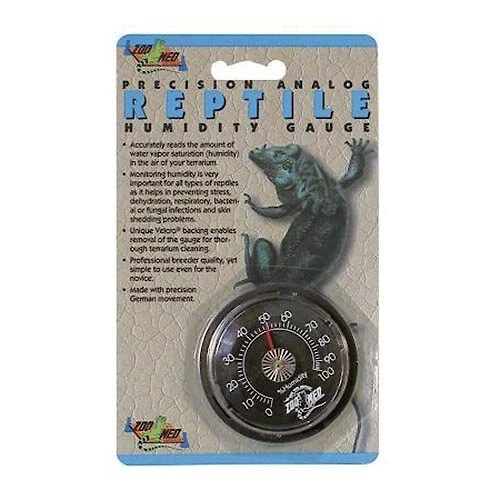 ZOO MED
PRECISION ANALOG
REPTILE
HUMIDITY GAUGE
• Accurately reads the amount of
water vapor saturation (humidity)
in the air of your terrarium.
• Monitoring humidity is very
important for all types of reptiles
as it helps in preventing stress,
dehydration, respiratory, bacteri-
al or fungal infections and skin
shedding problems.
• Unique Velcro® backing enables
removal of the gauge for thor-
ough terrarium cleaning.
• Professional breeder quality, yet
simple to use even for the
novice.
• Made with precision
German movement.
0 10 20 30 40 50 60 70 80 90 100
%Humidity
ZOO MED
ZOO MED